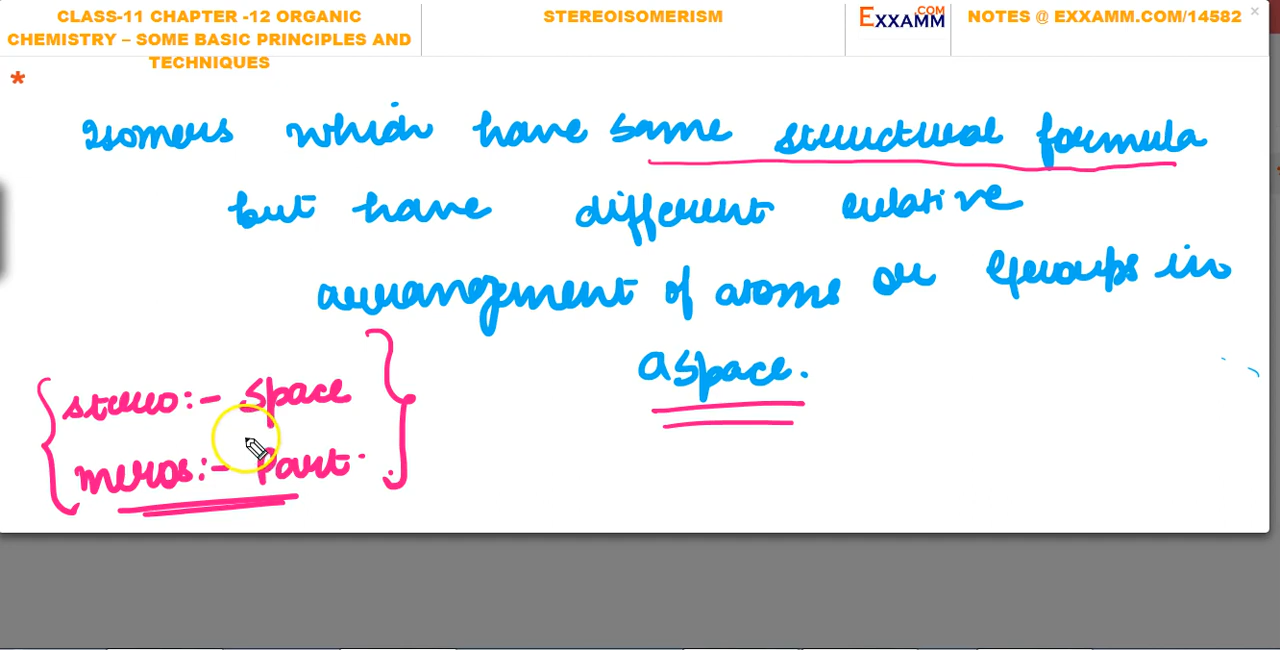 CLASS-11 CHAPTER -12 ORGANIC
CHEMISTRY – SOME BASIC PRINCIPLES AND
TECHNIQUES
STEREOISOMERISM
EXXAMM.COM
NOTES @ EXXAMM.COM/14582
*
Isomers which have same structural formula
but have different relative
arrangement of atoms or groups in
a space.
stereo:- Space
meros:- Part.